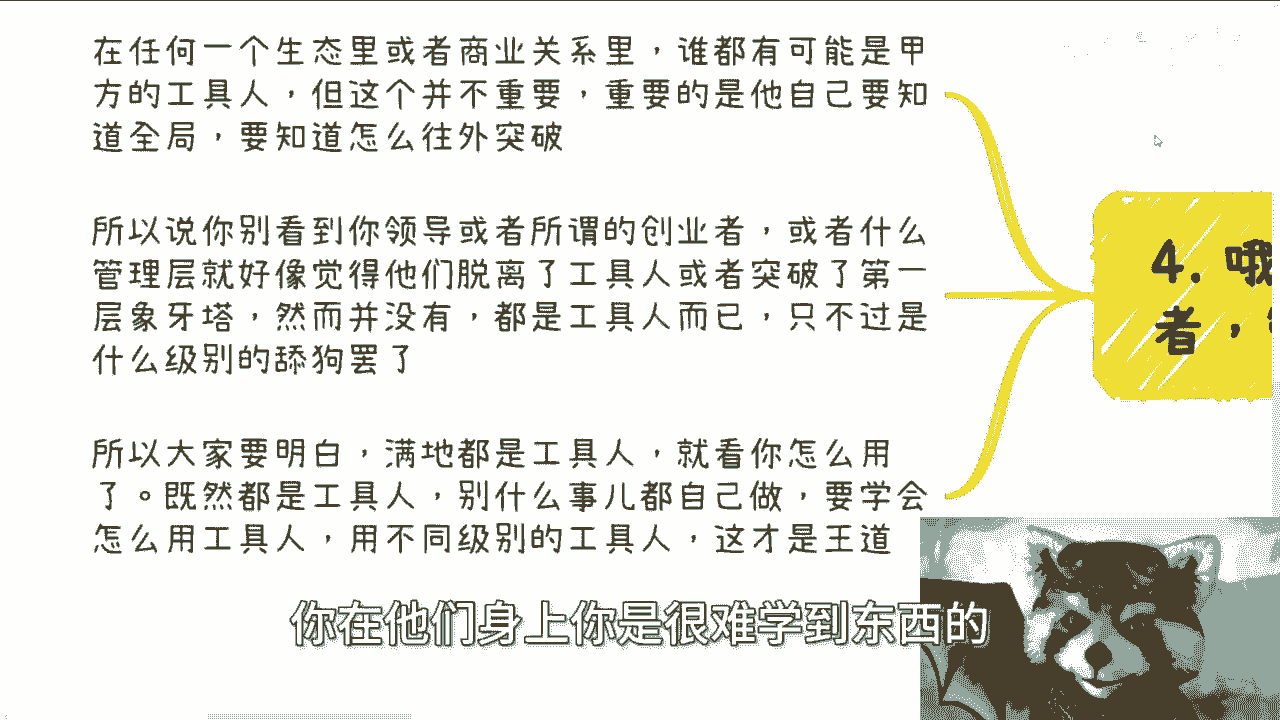 在任何一个生态里或者商业关系里，谁都有可能是甲
方的工具人，但这个并不重要，重要的是他自己要知
道全局，要知道怎么往外突破
所以说你别看到你领导或者所谓的创业者，或者什么
管理层就好像觉得他们脱离了工具人或者突破了第一
层象牙塔，然而并没有，都是工具人而已，只不过是
什么级别的舔狗罢了
所以大家要明白，满地都是工具人，就看你怎么用
了。既然都是工具人，别什么事儿都自己做，要学会
怎么用工具人，用不同级别的工具人，这才是王道
4. 哦
者，
你在他们身上你是很难学到东西的